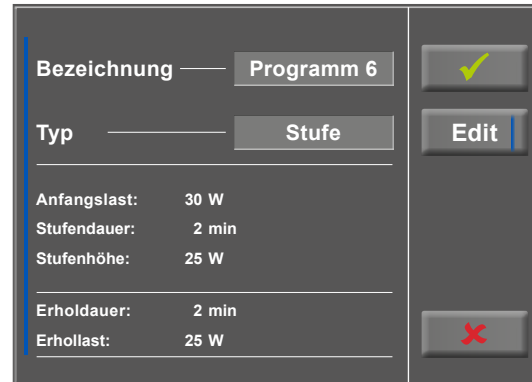 Bezeichnung Programm 6
Typ Stufe
Edit
Anfangslast: 30 W
Stufendauer: 2 min
Stufenhöhe: 25 W
Erholdauer: 2 min
Erhollast: 25 W